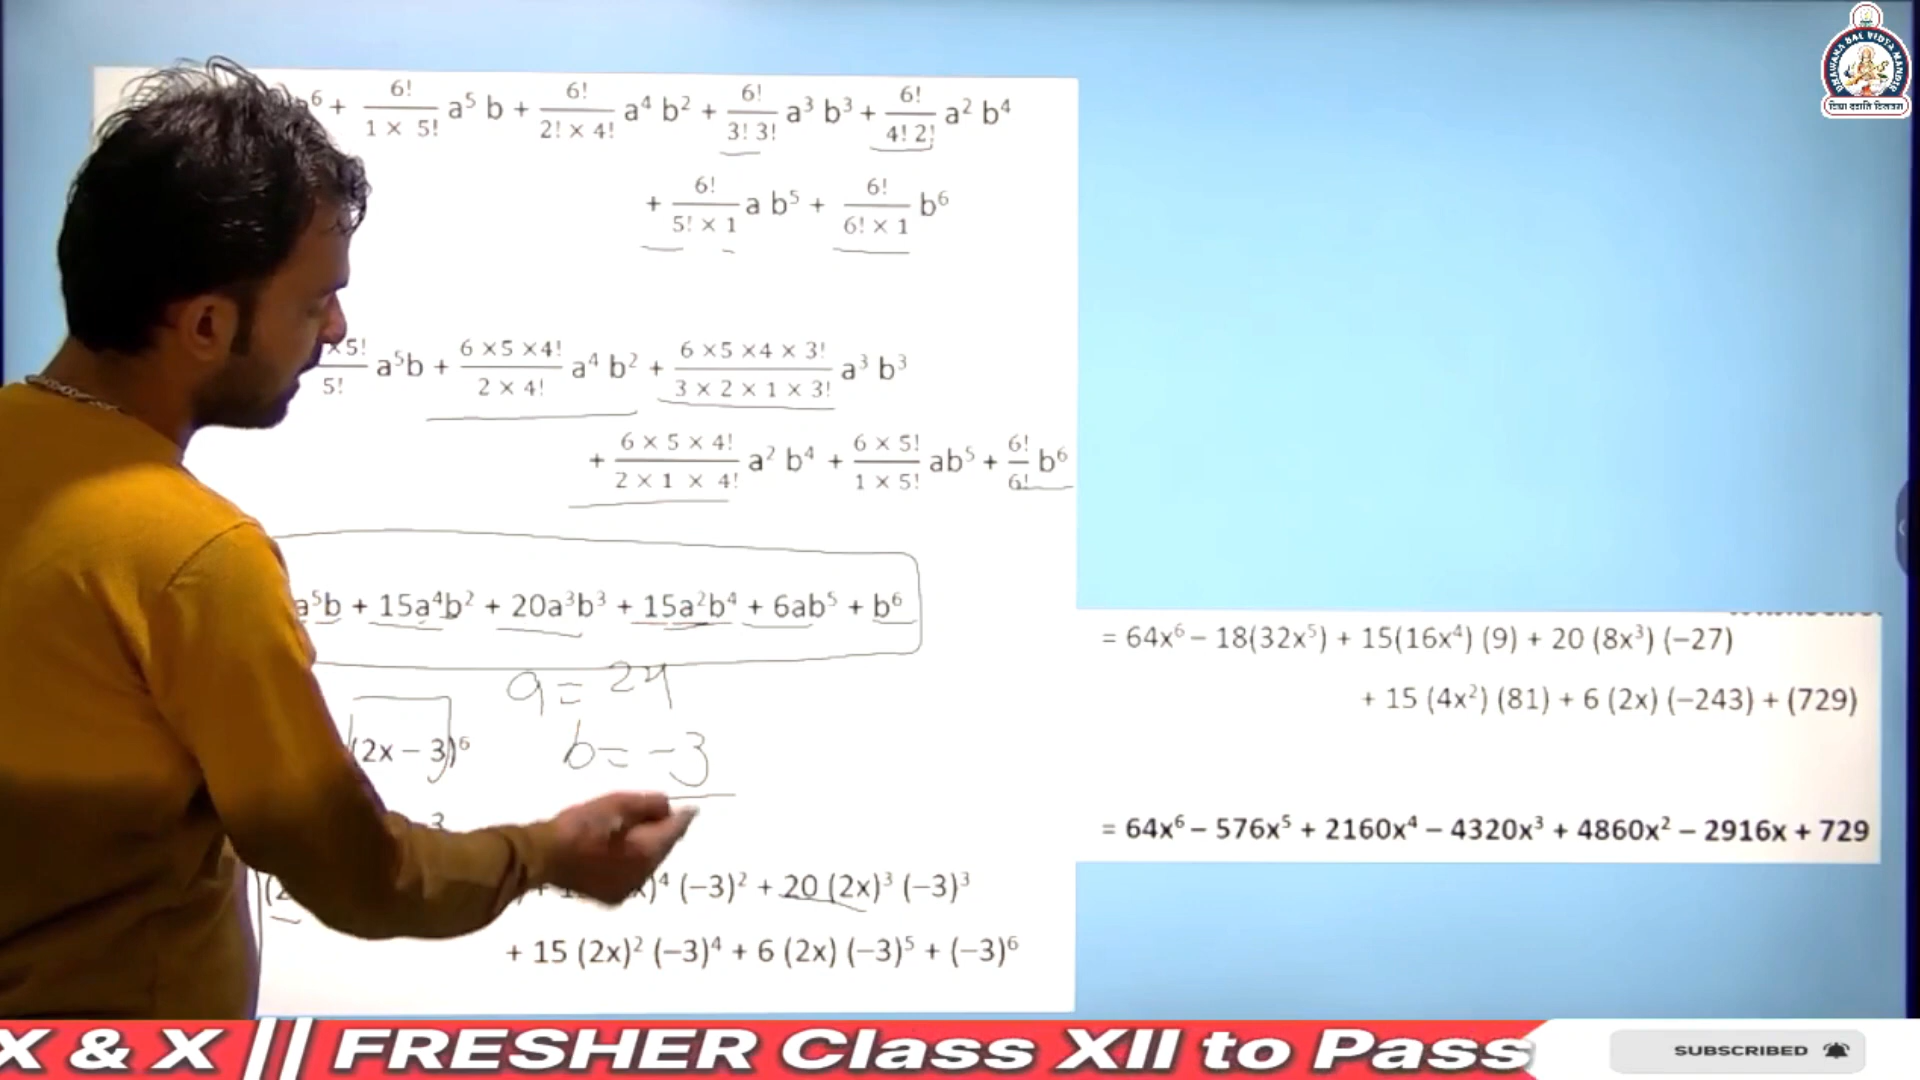 ⁶ + 6!/1 × 5! a⁵ b + 6!/2! × 4! a⁴ b² + 6!/3! 3! a³ b³ + 6!/4! 2! a² b⁴
+ 6!/5! × 1 a b⁵ + 6!/6! × 1 b⁶
×5!/5! a⁵b + 6 ×5 ×4!/2 × 4! a⁴ b² + 6 ×5 ×4 × 3!/3 × 2 × 1 × 3! a³ b³
+ 6 × 5 × 4!/2 × 1 × 4! a² b⁴ + 6 × 5!/1 × 5! ab⁵ + 6!/6! b⁶
a⁵b + 15a⁴b² + 20a³b³ + 15a²b⁴ + 6ab⁵ + b⁶
a = 2x
(2x − 3)⁶
b = −3
⁴ (−3)² + 20 (2x)³ (−3)³
+ 15 (2x)² (−3)⁴ + 6 (2x) (−3)⁵ + (−3)⁶
= 64x⁶ − 18(32x⁵) + 15(16x⁴) (9) + 20 (8x³) (−27)
+ 15 (4x²) (81) + 6 (2x) (−243) + (729)
= 64x⁶ − 576x⁵ + 2160x⁴ − 4320x³ + 4860x² − 2916x + 729
BHAWANA BAL VIDYA MANDIR
X & X || FRESHER Class XII to Pass
SUBSCRIBED